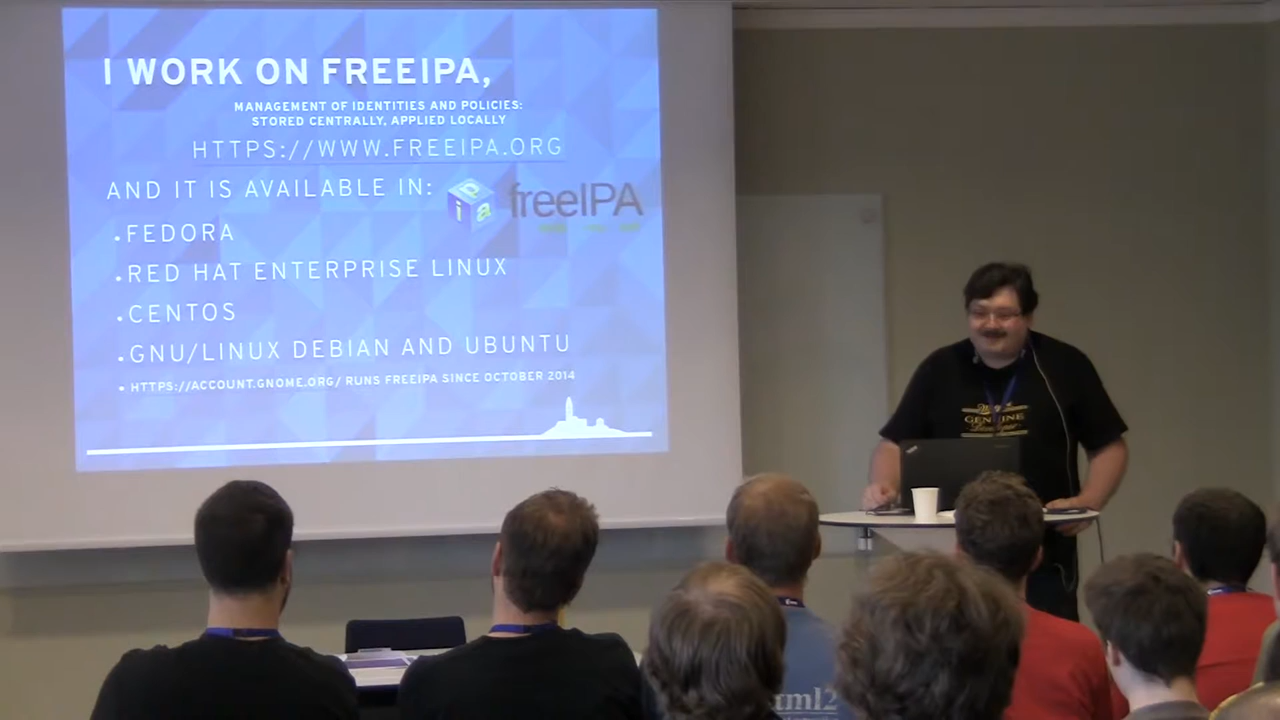 I WORK ON FREEIPA,
MANAGEMENT OF IDENTITIES AND POLICIES:
STORED CENTRALLY, APPLIED LOCALLY
HTTPS://WWW.FREEIPA.ORG
AND IT IS AVAILABLE IN:
ipa
freeIPA
•FEDORA
•RED HAT ENTERPRISE LINUX
•CENTOS
•GNU/LINUX DEBIAN AND UBUNTU
• HTTPS://ACCOUNT.GNOME.ORG/ RUNS FREEIPA SINCE OCTOBER 2014
GENUINE